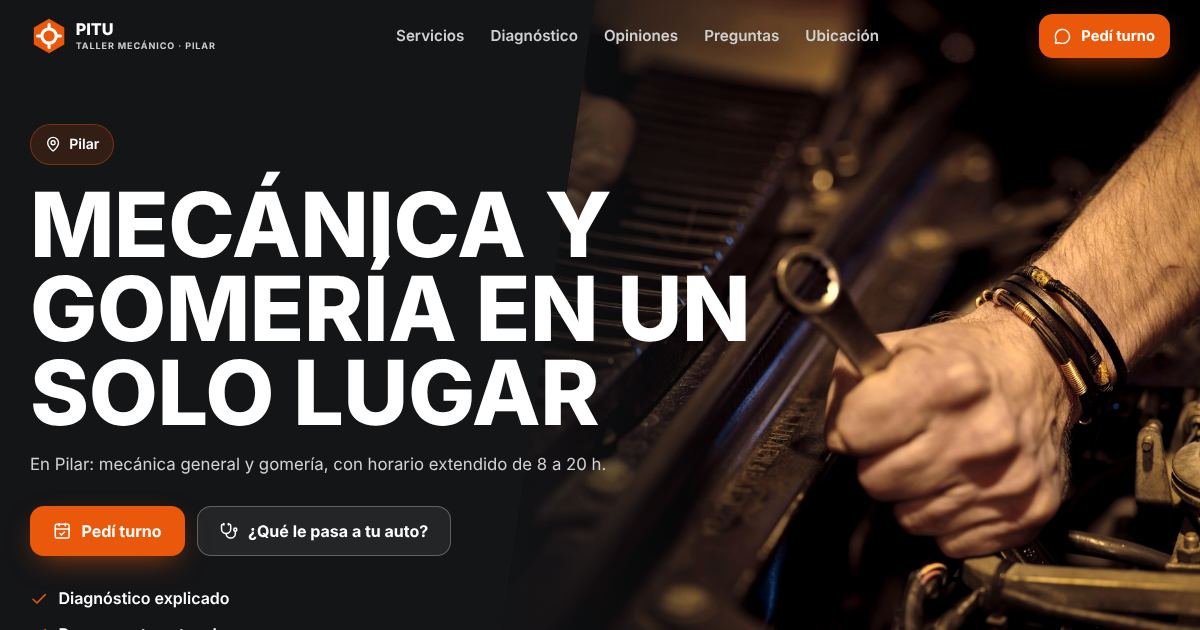 PITU
TALLER MECÁNICO · PILAR
Servicios
Diagnóstico
Opiniones
Preguntas
Ubicación
Pedí turno
Pilar
MECÁNICA Y
GOMERÍA EN UN
SOLO LUGAR
En Pilar: mecánica general y gomería, con horario extendido de 8 a 20 h.
Pedí turno
¿Qué le pasa a tu auto?
Diagnóstico explicado